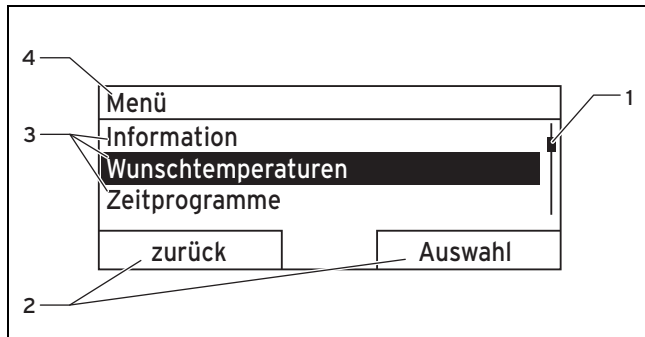 4
Menü
1
3
Information
Wunschtemperaturen
Zeitprogramme
zurück
Auswahl
2